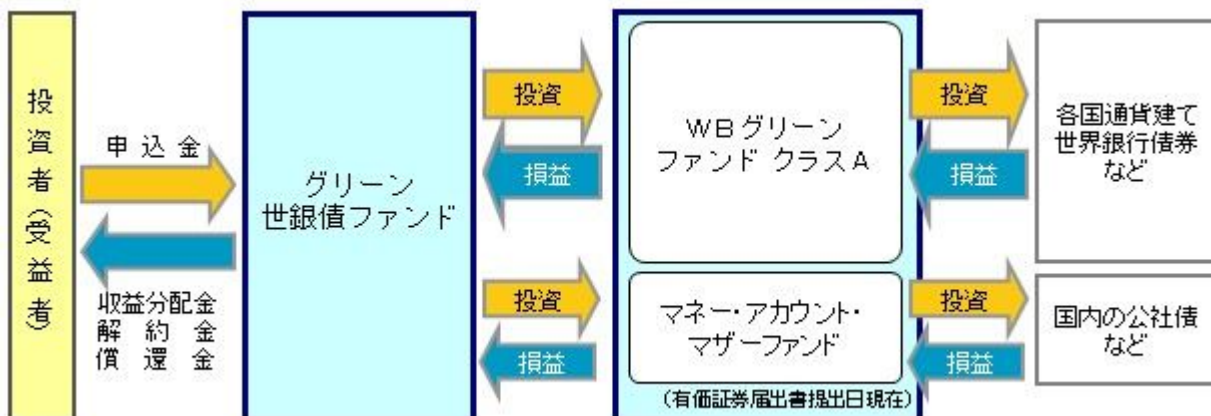 投資者(受益者)
申込金
収益分配金
解約金
償還金
グリーン
世銀債ファンド
投資
損益
投資
損益
WBグリーン
ファンド クラスA
マネー・アカウント・
マザーファンド
(有価証券届出書提出日現在)
投資
損益
投資
損益
各国通貨建て
世界銀行債券
など
国内の公社債
など